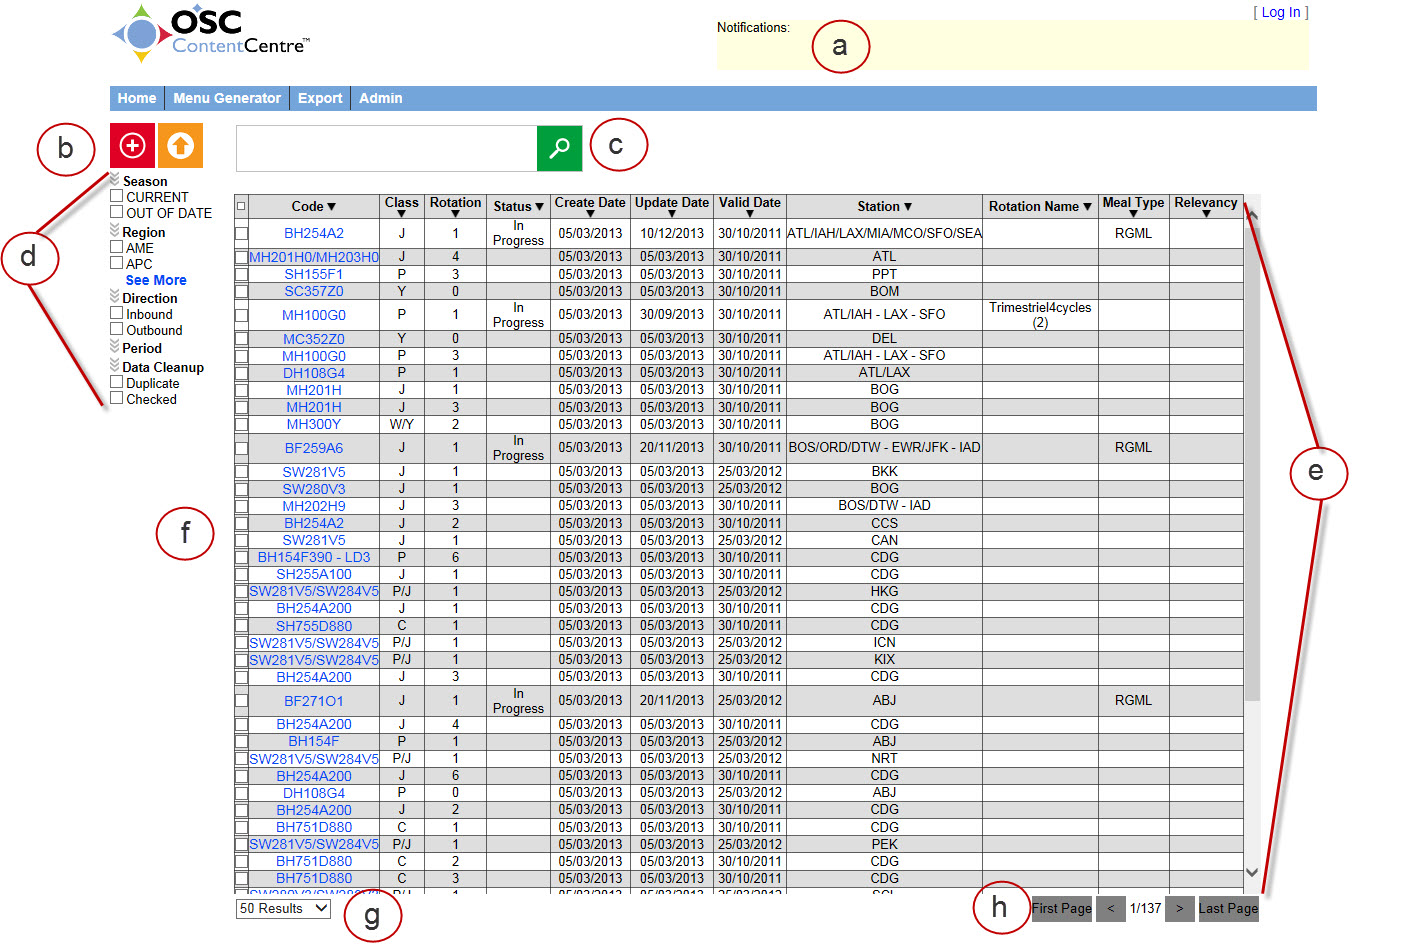 OSC
ContentCentre™
[ Log In ]
Notifications:
a
Home Menu Generator Export Admin
b
c
Season
CURRENT
OUT OF DATE
Region
AME
APC
See More
Direction
Inbound
Outbound
Period
Data Cleanup
Duplicate
Checked
d
Code ▼ Class ▼ Rotation ▼ Status ▼ Create Date ▼ Update Date ▼ Valid Date ▼ Station ▼ Rotation Name ▼ Meal Type ▼ Relevancy ▼
BH254A2 J 1 In Progress 05/03/2013 10/12/2013 30/10/2011 ATL/IAH/LAX/MIA/MCO/SFO/SEA RGML
MH201H0/MH203H0 J 4 05/03/2013 05/03/2013 30/10/2011 ATL
SH155F1 P 3 05/03/2013 05/03/2013 30/10/2011 PPT
SC357Z0 Y 0 05/03/2013 05/03/2013 30/10/2011 BOM
MH100G0 P 1 In Progress 05/03/2013 30/09/2013 30/10/2011 ATL/IAH - LAX - SFO Trimestriel4cycles (2)
MC352Z0 Y 0 05/03/2013 05/03/2013 30/10/2011 DEL
MH100G0 P 3 05/03/2013 05/03/2013 30/10/2011 ATL/IAH - LAX - SFO
DH108G4 P 1 05/03/2013 05/03/2013 30/10/2011 ATL/LAX
MH201H J 1 05/03/2013 05/03/2013 30/10/2011 BOG
MH201H J 3 05/03/2013 05/03/2013 30/10/2011 BOG
MH300Y W/Y 2 05/03/2013 05/03/2013 30/10/2011 BOG
BF259A6 J 1 In Progress 05/03/2013 20/11/2013 30/10/2011 BOS/ORD/DTW - EWR/JFK - IAD RGML
SW281V5 J 1 05/03/2013 05/03/2013 25/03/2012 BKK
SW280V3 J 1 05/03/2013 05/03/2013 25/03/2012 BOG
MH202H9 J 3 05/03/2013 05/03/2013 30/10/2011 BOS/DTW - IAD
BH254A2 J 2 05/03/2013 05/03/2013 30/10/2011 CCS
SW281V5 J 1 05/03/2013 05/03/2013 25/03/2012 CAN
BH154F390 - LD3 P 6 05/03/2013 05/03/2013 30/10/2011 CDG
SH255A100 J 1 05/03/2013 05/03/2013 30/10/2011 CDG
SW281V5/SW284V5 P/J 1 05/03/2013 05/03/2013 25/03/2012 HKG
BH254A200 J 1 05/03/2013 05/03/2013 30/10/2011 CDG
SH755D880 C 1 05/03/2013 05/03/2013 30/10/2011 CDG
SW281V5/SW284V5 P/J 1 05/03/2013 05/03/2013 25/03/2012 ICN
SW281V5/SW284V5 P/J 1 05/03/2013 05/03/2013 25/03/2012 KIX
BH254A200 J 3 05/03/2013 05/03/2013 30/10/2011 CDG
BF271O1 J 1 In Progress 05/03/2013 20/11/2013 25/03/2012 ABJ RGML
BH254A200 J 4 05/03/2013 05/03/2013 30/10/2011 CDG
BH154F P 1 05/03/2013 05/03/2013 25/03/2012 ABJ
SW281V5/SW284V5 P/J 1 05/03/2013 05/03/2013 25/03/2012 NRT
BH254A200 J 6 05/03/2013 05/03/2013 30/10/2011 CDG
DH108G4 P 0 05/03/2013 05/03/2013 25/03/2012 ABJ
BH254A200 J 2 05/03/2013 05/03/2013 30/10/2011 CDG
BH751D880 C 1 05/03/2013 05/03/2013 30/10/2011 CDG
SW281V5/SW284V5 P/J 1 05/03/2013 05/03/2013 25/03/2012 PEK
BH751D880 C 2 05/03/2013 05/03/2013 30/10/2011 CDG
BH751D880 C 3 05/03/2013 05/03/2013 30/10/2011 CDG
e
f
50 Results
g
h
First Page < 1/137 > Last Page